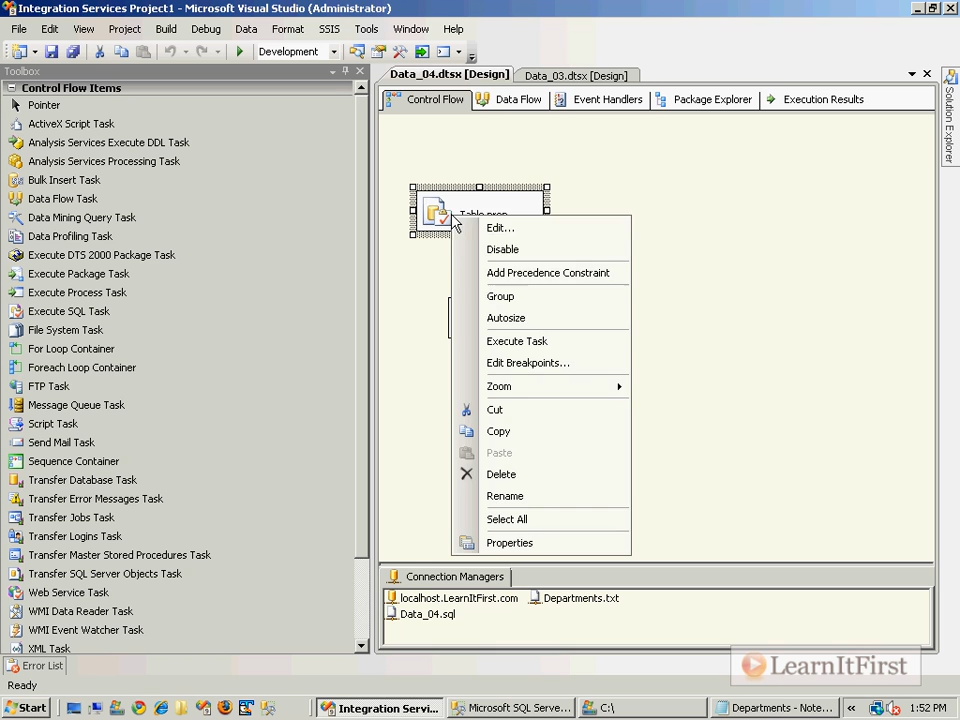 Integration Services Project1 - Microsoft Visual Studio (Administrator)
File Edit View Project Build Debug Data Format SSIS Tools Window Help
Development
Toolbox
Control Flow Items
Pointer
ActiveX Script Task
Analysis Services Execute DDL Task
Analysis Services Processing Task
Bulk Insert Task
Data Flow Task
Data Mining Query Task
Data Profiling Task
Execute DTS 2000 Package Task
Execute Package Task
Execute Process Task
Execute SQL Task
File System Task
For Loop Container
Foreach Loop Container
FTP Task
Message Queue Task
Script Task
Send Mail Task
Sequence Container
Transfer Database Task
Transfer Error Messages Task
Transfer Jobs Task
Transfer Logins Task
Transfer Master Stored Procedures Task
Transfer SQL Server Objects Task
Web Service Task
WMI Data Reader Task
WMI Event Watcher Task
XML Task
Error List
Ready
Data_04.dtsx [Design] Data_03.dtsx [Design]
Control Flow Data Flow Event Handlers Package Explorer Execution Results
Table prep
Edit...
Disable
Add Precedence Constraint
Group
Autosize
Execute Task
Edit Breakpoints...
Zoom
Cut
Copy
Paste
Delete
Rename
Select All
Properties
Connection Managers
localhost.LearnItFirst.com Departments.txt
Data_04.sql
Solution Explorer
LearnItFirst
Start Integration Servi... Microsoft SQL Serve... C:\ Departments - Note... « 1:52 PM